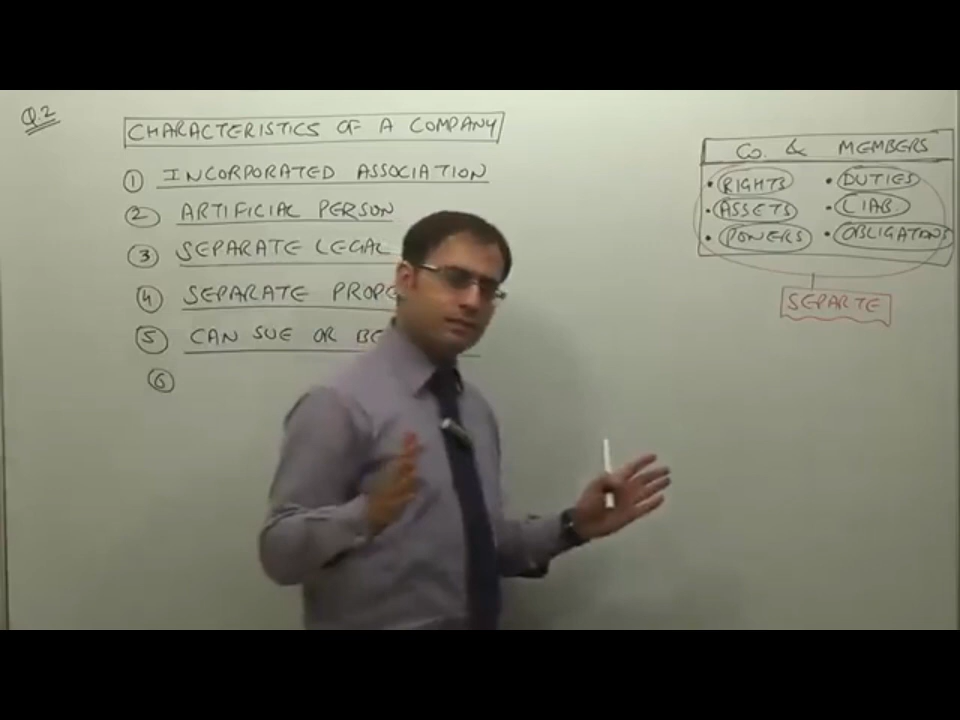 Q.2
CHARACTERISTICS OF A COMPANY
1 INCORPORATED ASSOCIATION
2 ARTIFICIAL PERSON
3 SEPARATE LEGAL
4 SEPARATE PROPE
5 CAN SUE OR BE
6
Co. & MEMBERS
• RIGHTS • DUTIES
• ASSETS • LIAB.
• POWERS • OBLIGATIONS
SEPARTE